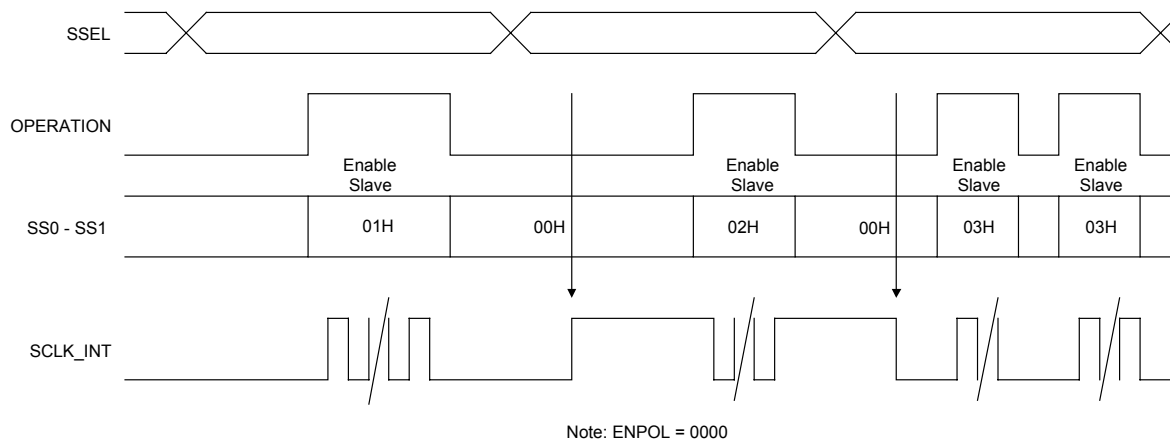 SSEL
OPERATION
Enable
Slave
Enable
Slave
Enable
Slave
Enable
Slave
SS0 - SS1
01H
00H
02H
00H
03H
03H
SCLK_INT
Note: ENPOL = 0000